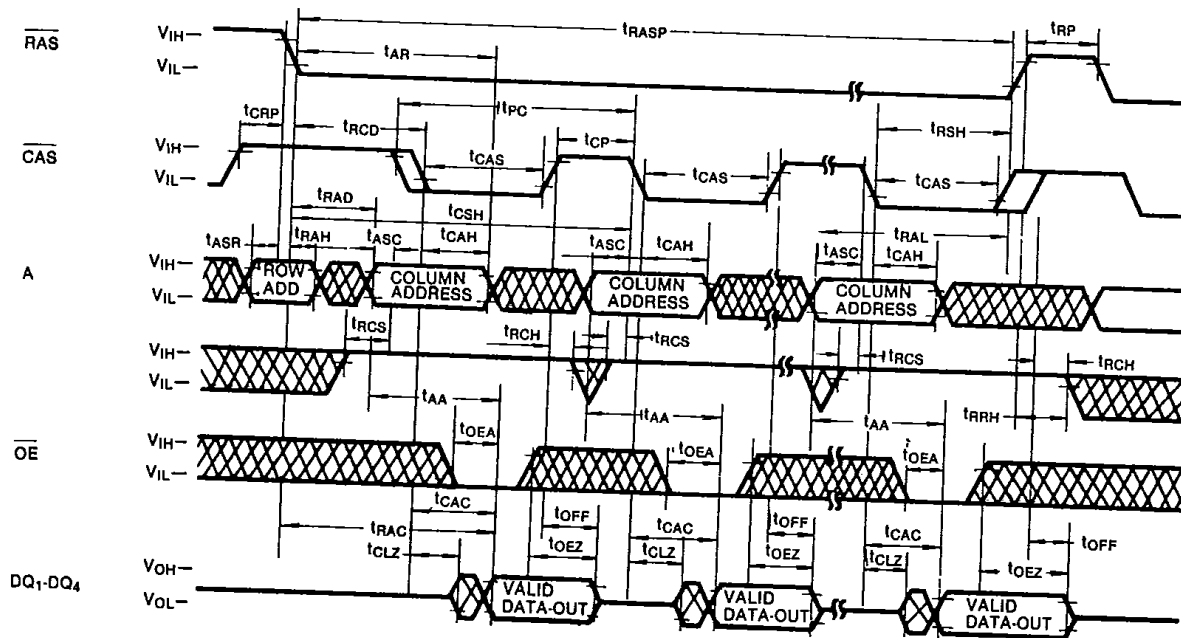 RAS VIH VIL tRASP tRP tAR
tPC
CAS VIH VIL tCRP tRCD tCP tRSH
tCAS tCAS tCAS
tRAD tCSH tRAL
tASR tRAH tASC tCAH tASC tCAH tASC tCAH
A VIH VIL ROW ADD COLUMN ADDRESS COLUMN ADDRESS COLUMN ADDRESS
VIH VIL tRCS tRCH tRCS tRCS tRCH
tAA tAA tAA tRRH
OE VIH VIL tOEA tOEA tOEA
tCAC tOFF tCAC tOFF tCAC tOFF
tRAC tCLZ tOEZ tCLZ tOEZ tCLZ tOEZ
DQ1-DQ4 VOH VOL VALID DATA-OUT VALID DATA-OUT VALID DATA-OUT